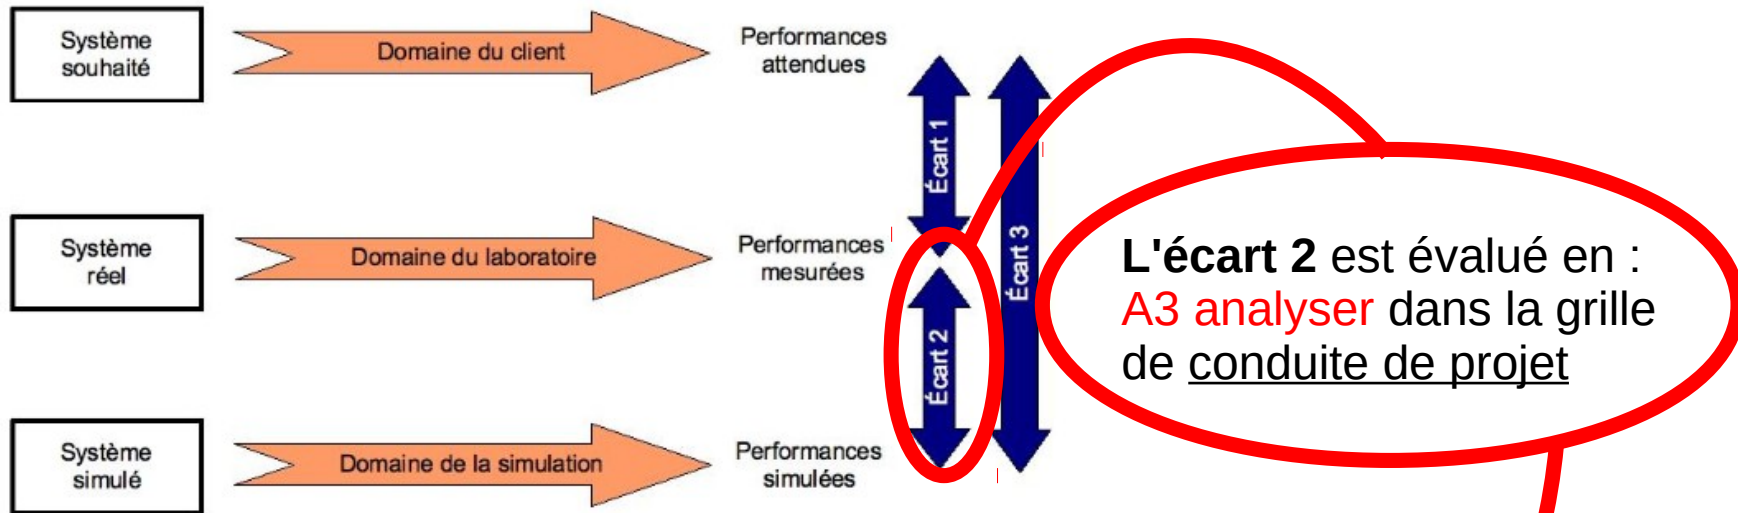 Système
souhaité
Domaine du client
Performances
attendues
Écart 1
Système
réel
Domaine du laboratoire
Performances
mesurées
Écart 3
L'écart 2 est évalué en :
A3 analyser dans la grille
de conduite de projet
Écart 2
Système
simulé
Domaine de la simulation
Performances
simulées